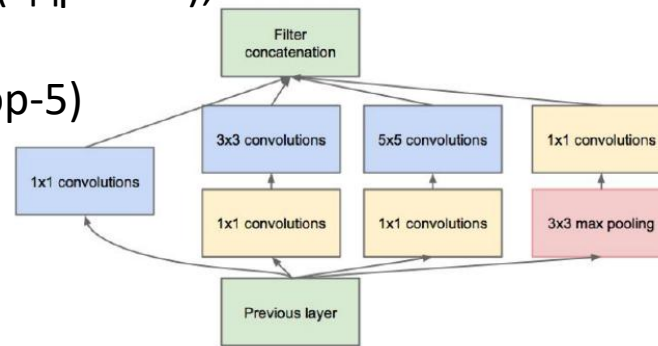 Filter
concatenation
op-5)
3x3 convolutions
5x5 convolutions
1x1 convolutions
1x1 convolutions
1x1 convolutions
1x1 convolutions
3x3 max pooling
Previous layer